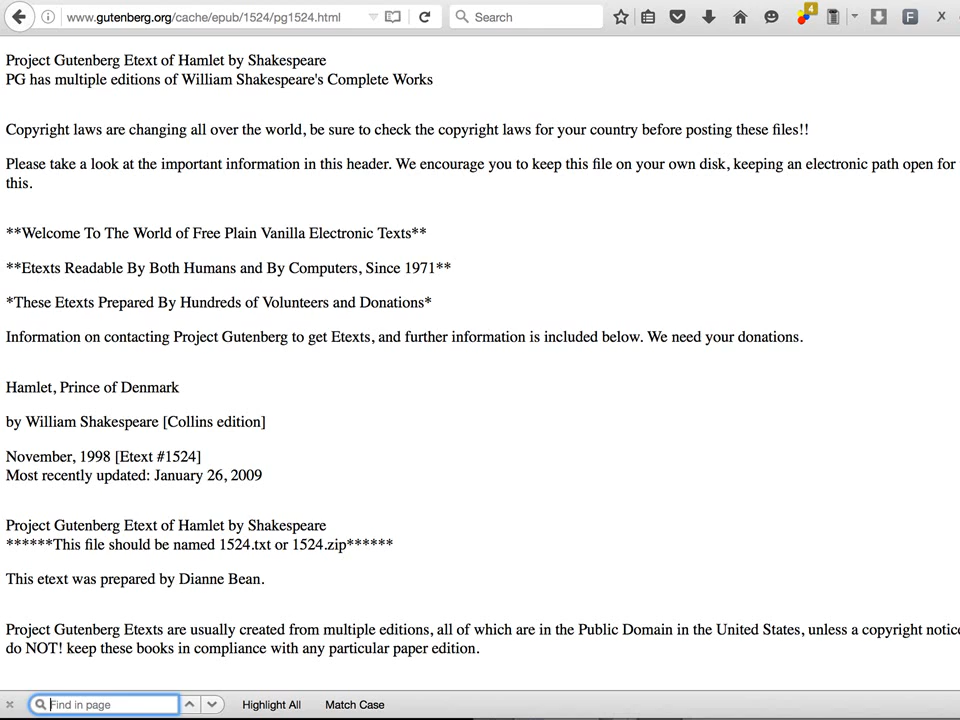 www.gutenberg.org/cache/epub/1524/pg1524.html
Search
4
F
X
Project Gutenberg Etext of Hamlet by Shakespeare
PG has multiple editions of William Shakespeare's Complete Works
Copyright laws are changing all over the world, be sure to check the copyright laws for your country before posting these files!!
Please take a look at the important information in this header. We encourage you to keep this file on your own disk, keeping an electronic path open for
this.
**Welcome To The World of Free Plain Vanilla Electronic Texts**
**Etexts Readable By Both Humans and By Computers, Since 1971**
*These Etexts Prepared By Hundreds of Volunteers and Donations*
Information on contacting Project Gutenberg to get Etexts, and further information is included below. We need your donations.
Hamlet, Prince of Denmark
by William Shakespeare [Collins edition]
November, 1998 [Etext #1524]
Most recently updated: January 26, 2009
Project Gutenberg Etext of Hamlet by Shakespeare
******This file should be named 1524.txt or 1524.zip******
This etext was prepared by Dianne Bean.
Project Gutenberg Etexts are usually created from multiple editions, all of which are in the Public Domain in the United States, unless a copyright notice
do NOT! keep these books in compliance with any particular paper edition.
Find in page
Highlight All
Match Case